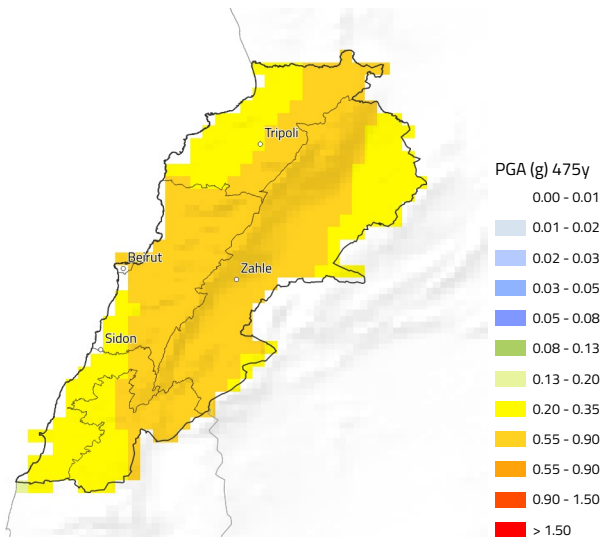 Tripoli
Beirut
Zahle
Sidon
PGA (g) 475y
0.00 - 0.01
0.01 - 0.02
0.02 - 0.03
0.03 - 0.05
0.05 - 0.08
0.08 - 0.13
0.13 - 0.20
0.20 - 0.35
0.55 - 0.90
0.55 - 0.90
0.90 - 1.50
> 1.50